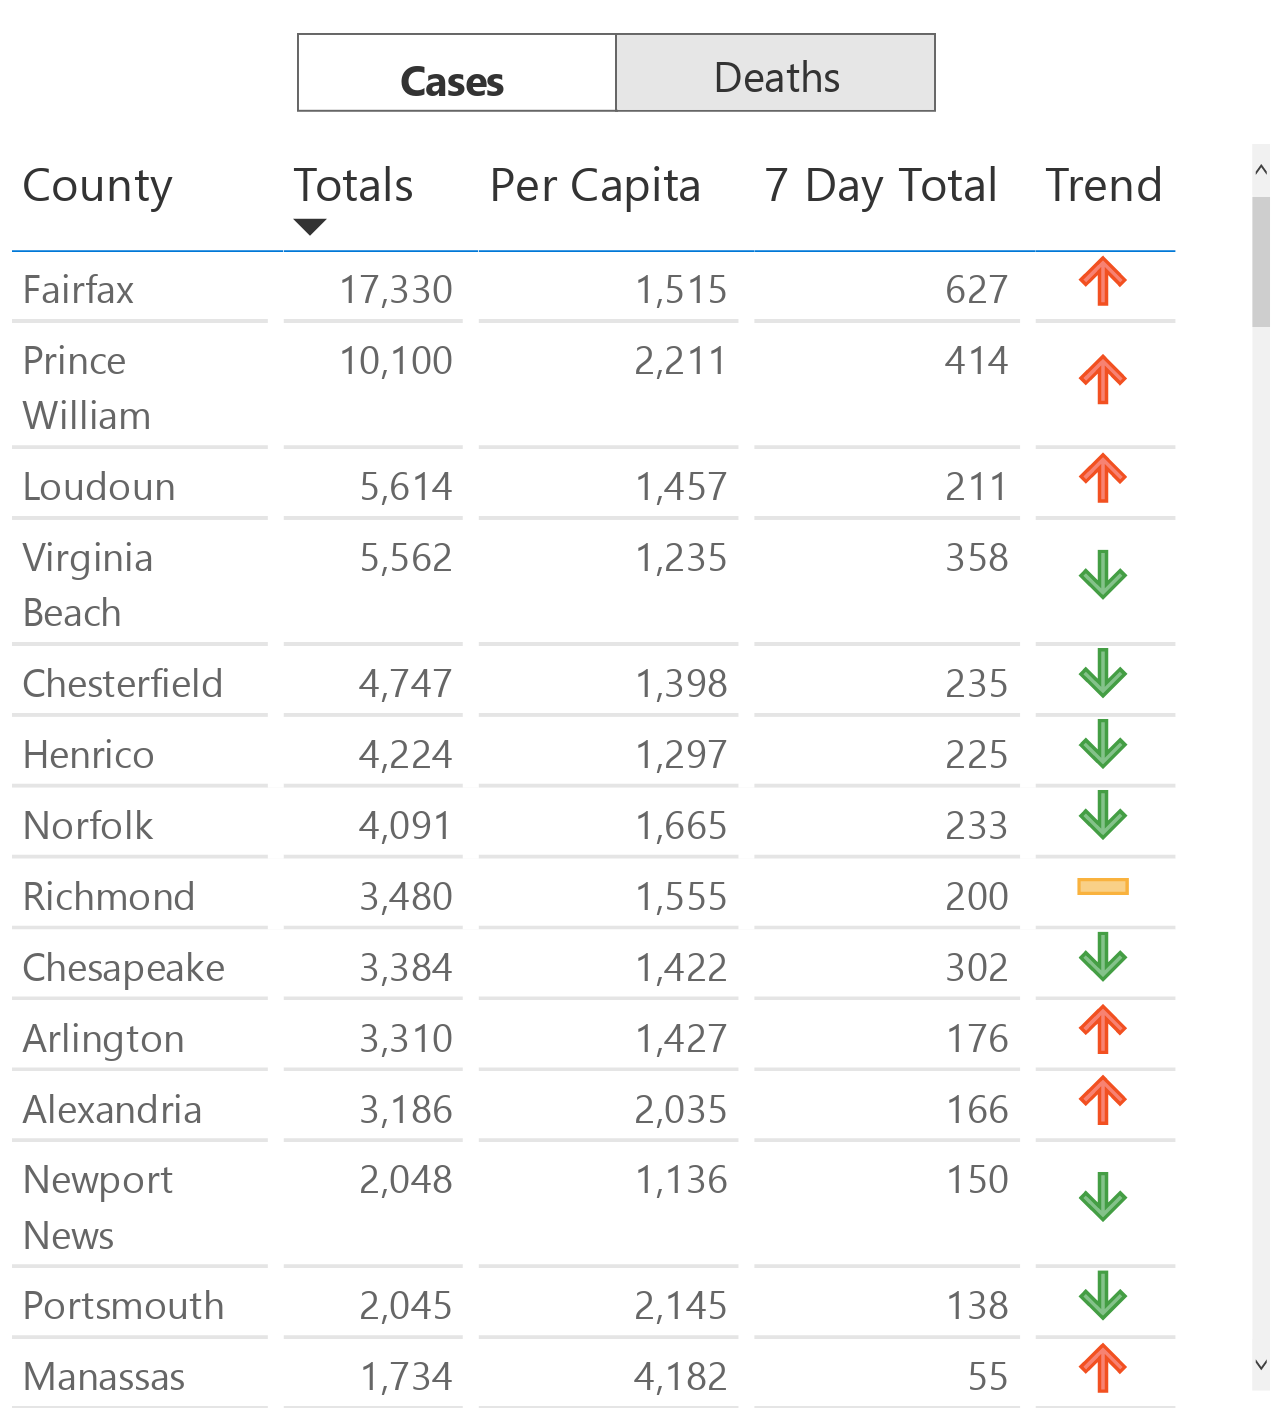 Cases Deaths
County Totals Per Capita 7 Day Total Trend
Fairfax 17,330 1,515 627
Prince 10,100 2,211 414
William
Loudoun 5,614 1,457 211
Virginia 5,562 1,235 358
Beach
Chesterfield 4,747 1,398 235
Henrico 4,224 1,297 225
Norfolk 4,091 1,665 233
Richmond 3,480 1,555 200
Chesapeake 3,384 1,422 302
Arlington 3,310 1,427 176
Alexandria 3,186 2,035 166
Newport 2,048 1,136 150
News
Portsmouth 2,045 2,145 138
Manassas 1,734 4,182 55